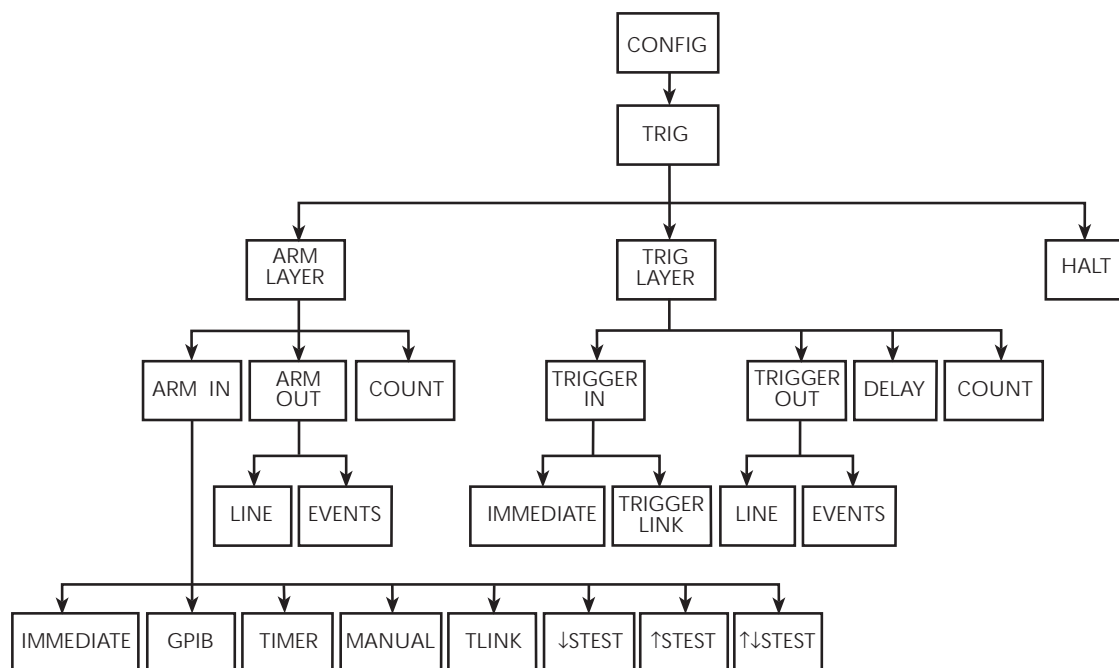 CONFIG
TRIG
ARM
LAYER
TRIG
LAYER
HALT
ARM IN
ARM
OUT
COUNT
TRIGGER
IN
TRIGGER
OUT
DELAY
COUNT
LINE
EVENTS
IMMEDIATE
TRIGGER
LINK
LINE
EVENTS
IMMEDIATE
GPIB
TIMER
MANUAL
TLINK
↓STEST
↑STEST
↑↓STEST